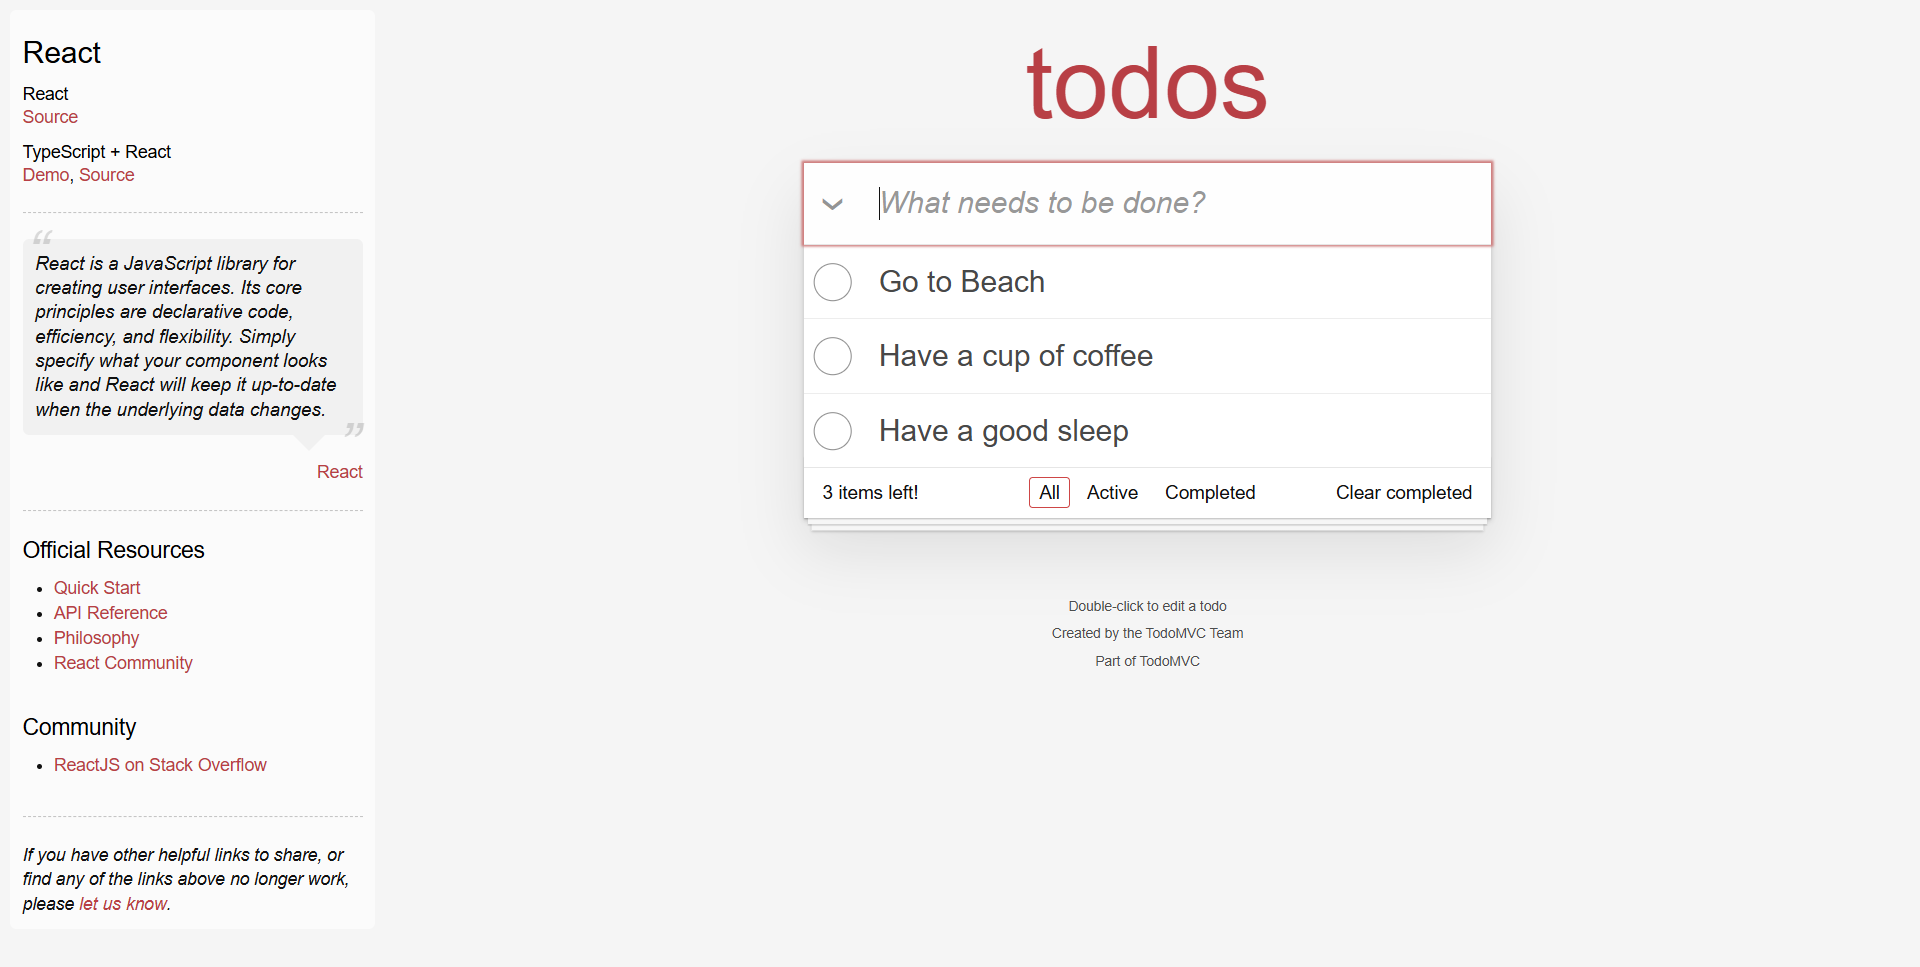 React
React
Source
TypeScript + React
Demo, Source
“
React is a JavaScript library for
creating user interfaces. Its core
principles are declarative code,
efficiency, and flexibility. Simply
specify what your component looks
like and React will keep it up-to-date
when the underlying data changes.
”
React
Official Resources
• Quick Start
• API Reference
• Philosophy
• React Community
Community
• ReactJS on Stack Overflow
If you have other helpful links to share, or
find any of the links above no longer work,
please let us know.
todos
What needs to be done?
Go to Beach
Have a cup of coffee
Have a good sleep
3 items left! All Active Completed Clear completed
Double-click to edit a todo
Created by the TodoMVC Team
Part of TodoMVC